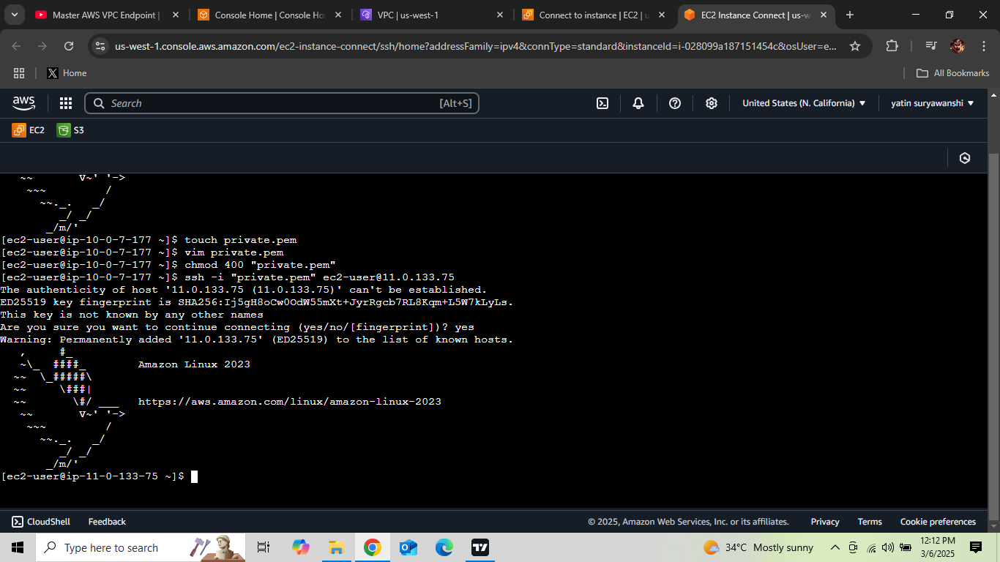 Master AWS VPC Endpoint |
Console Home | Console Ho
VPC | us-west-1
Connect to instance | EC2 | u
EC2 Instance Connect | us-w
us-west-1.console.aws.amazon.com/ec2-instance-connect/ssh/home?addressFamily=ipv4&connType=standard&instanceId=i-028099a187151454c&osUser=e...
Home
All Bookmarks
aws
Search
[Alt+S]
United States (N. California)
yatin suryawanshi
EC2
S3
   ~~       V~' '->
    ~~~         /
      ~~._.   _/
         _/ _/
       _/m/'
[ec2-user@ip-10-0-7-177 ~]$ touch private.pem
[ec2-user@ip-10-0-7-177 ~]$ vim private.pem
[ec2-user@ip-10-0-7-177 ~]$ chmod 400 "private.pem"
[ec2-user@ip-10-0-7-177 ~]$ ssh -i "private.pem" ec2-user@11.0.133.75
The authenticity of host '11.0.133.75 (11.0.133.75)' can't be established.
ED25519 key fingerprint is SHA256:Ij5gH8oCw0OdW55mXt+JyrRgcb7RL8Kqm+L5W7kLyLs.
This key is not known by any other names
Are you sure you want to continue connecting (yes/no/[fingerprint])? yes
Warning: Permanently added '11.0.133.75' (ED25519) to the list of known hosts.
   ,     #_
   ~\_  ####_        Amazon Linux 2023
  ~~  \_#####\
  ~~     \###|
  ~~       \#/ ___   https://aws.amazon.com/linux/amazon-linux-2023
   ~~       V~' '->
    ~~~         /
      ~~._.   _/
         _/ _/
       _/m/'
[ec2-user@ip-11-0-133-75 ~]$
CloudShell
Feedback
© 2025, Amazon Web Services, Inc. or its affiliates.
Privacy
Terms
Cookie preferences
Type here to search
34°C Mostly sunny
12:12 PM
3/6/2025